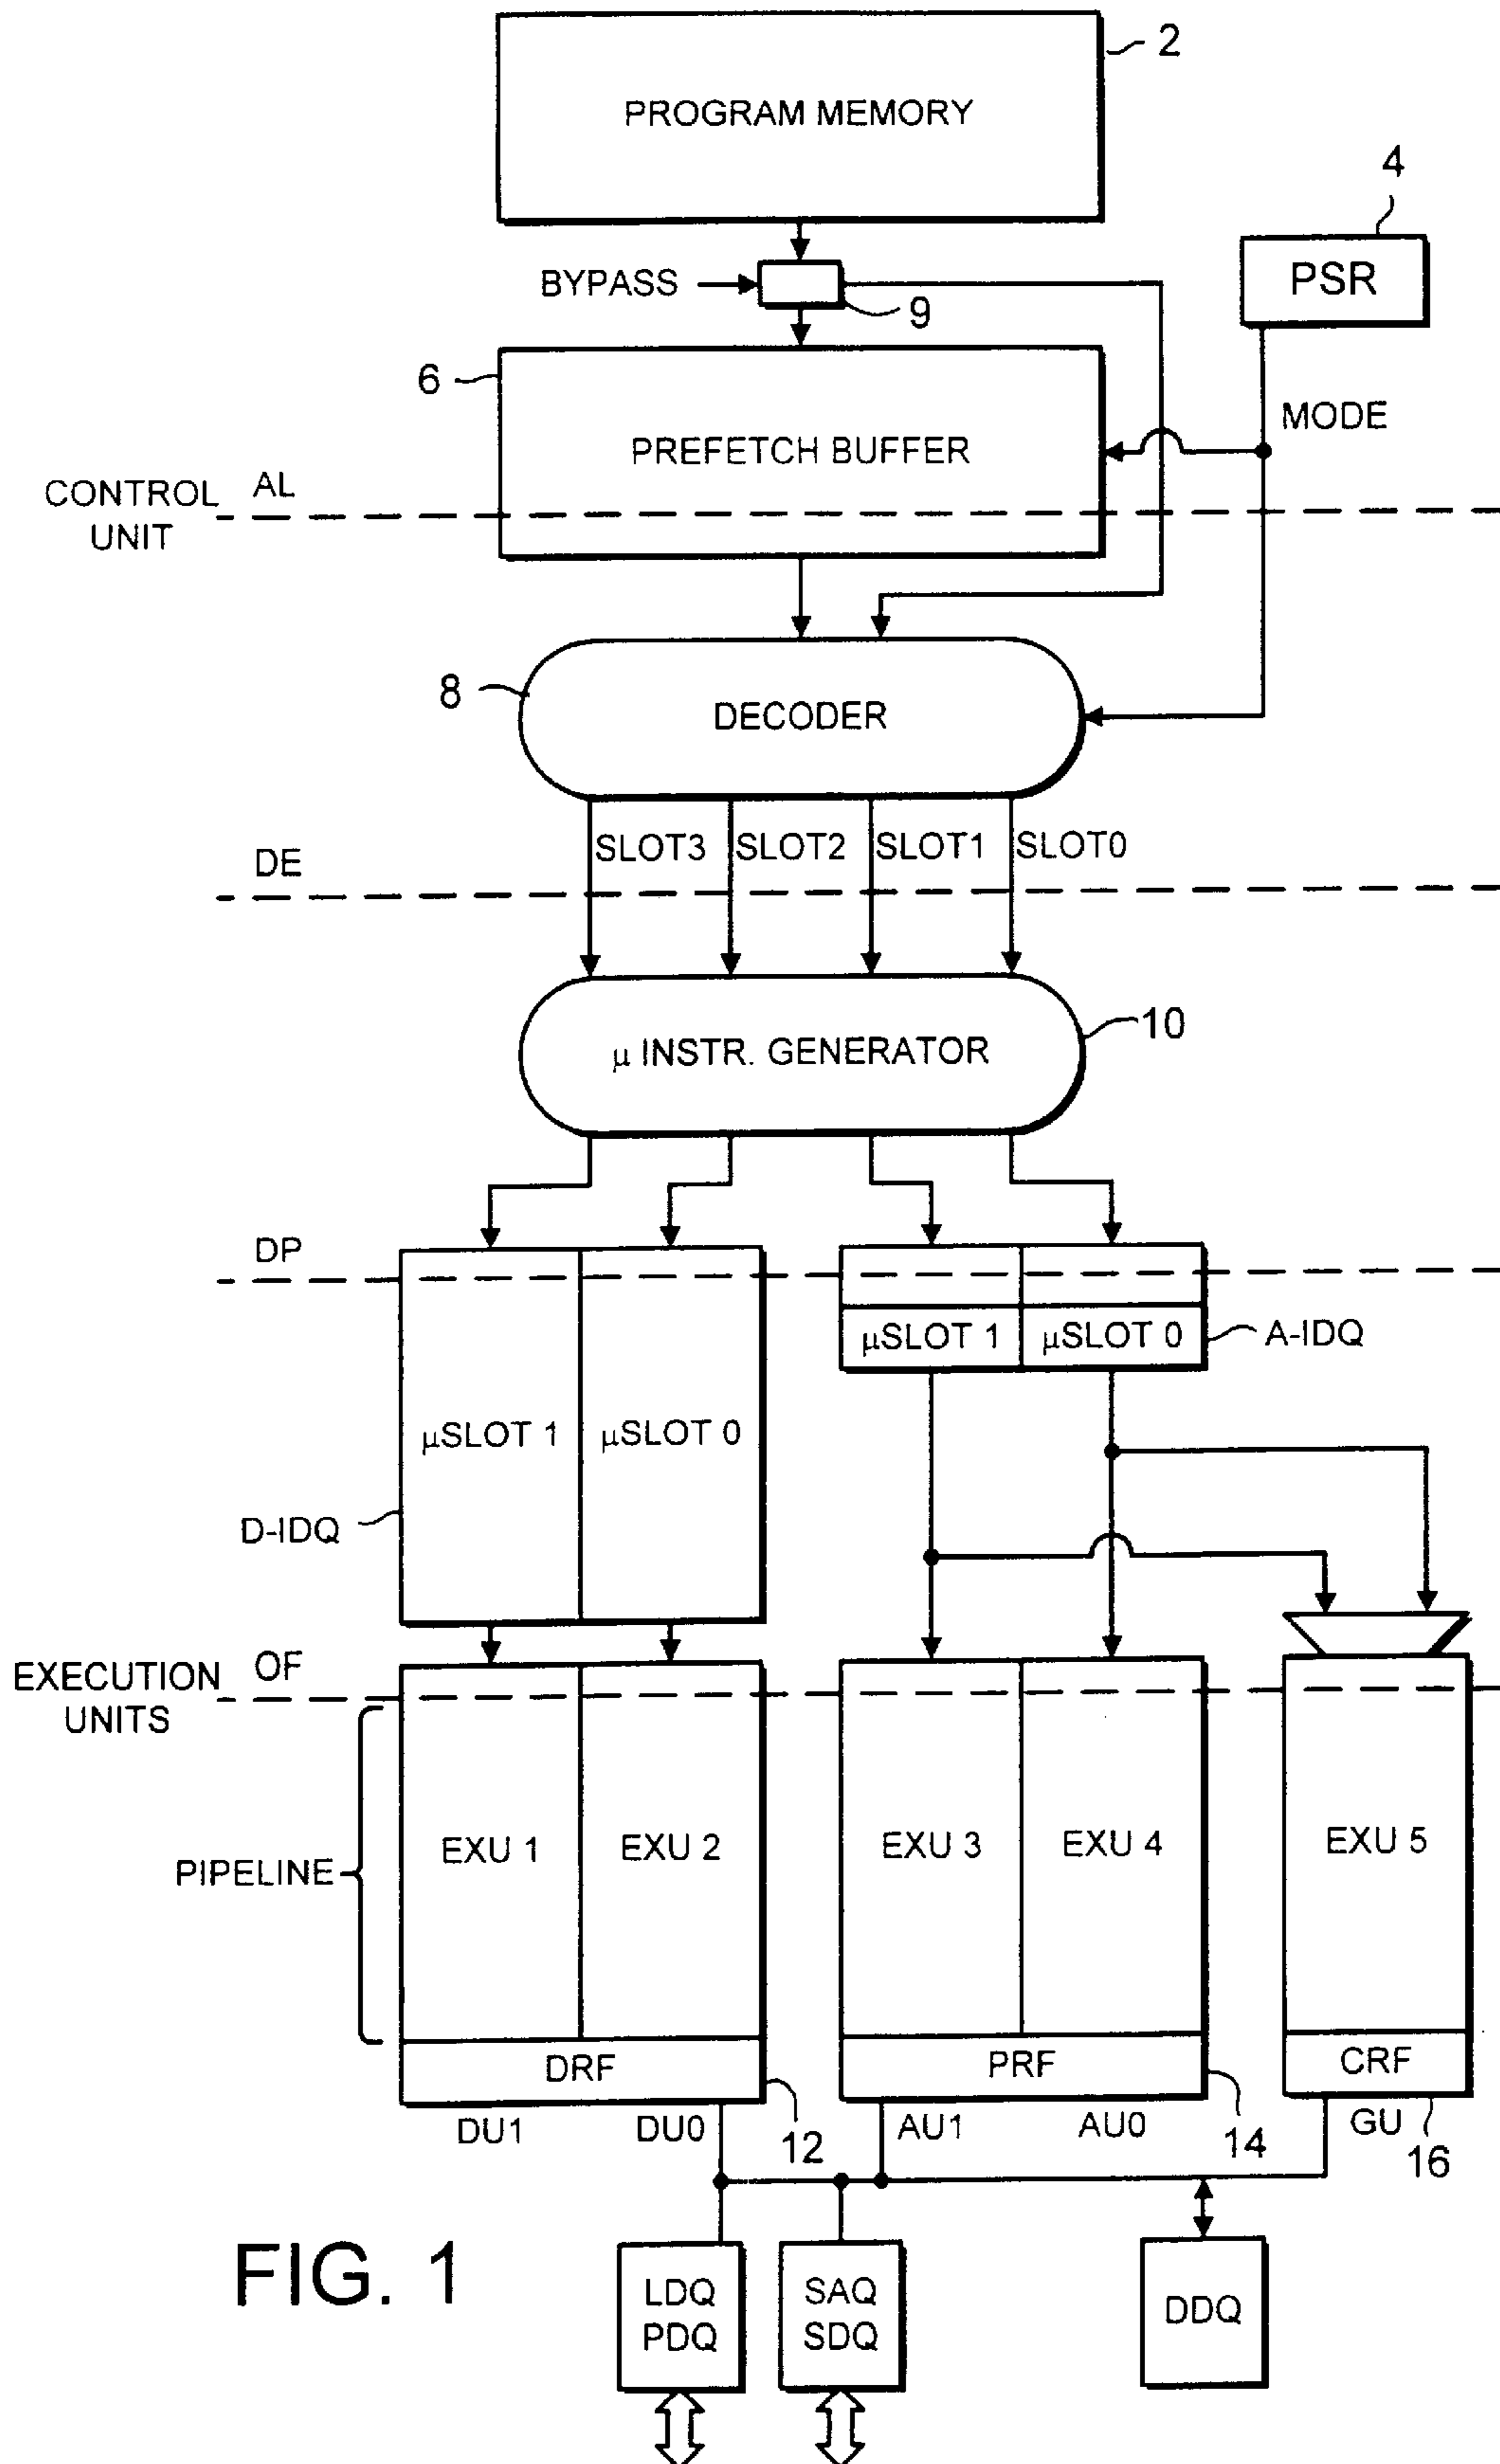 2
PROGRAM MEMORY
4
PSR
BYPASS
9
6
MODE
PREFETCH BUFFER
CONTROL
UNIT
AL
8
DECODER
SLOT3
SLOT2
SLOT1
SLOT0
DE
10
μ INSTR. GENERATOR
DP
μSLOT 1
μSLOT 0
A-IDQ
μSLOT 1
μSLOT 0
D-IDQ
EXECUTION
UNITS
OF
EXU 1
EXU 2
EXU 3
EXU 4
EXU 5
PIPELINE
DRF
PRF
CRF
DU1
DU0
12
AU1
AU0
14
GU
16
FIG. 1
LDQ
PDQ
SAQ
SDQ
DDQ